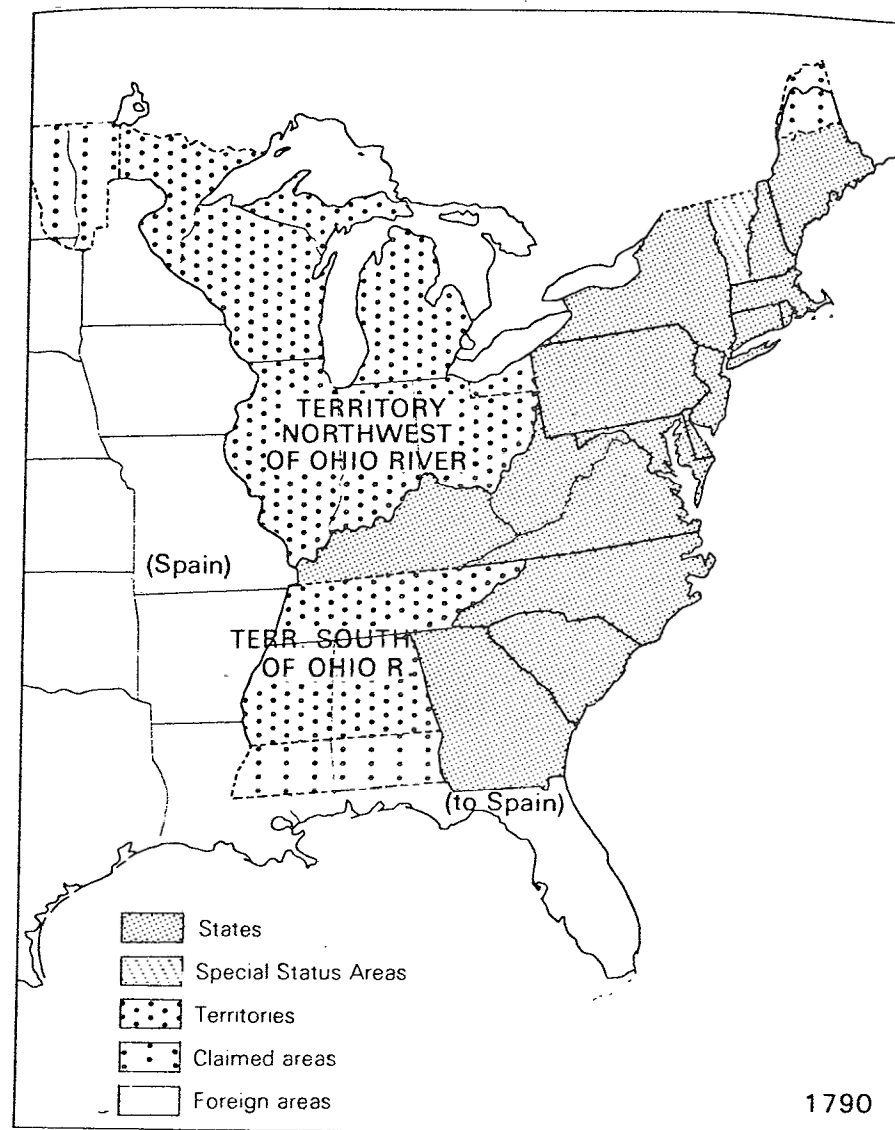 TERRITORY
NORTHWEST
OF OHIO RIVER
(Spain)
TERR. SOUTH
OF OHIO R
(to Spain)
States
Special Status Areas
Territories
Claimed areas
Foreign areas
1790